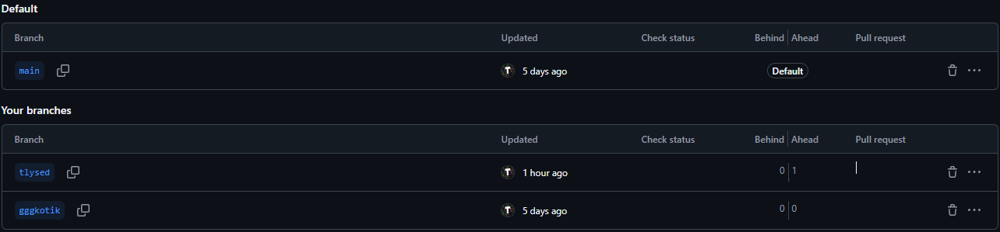 Default
Branch Updated Check status Behind Ahead Pull request
main T 5 days ago Default
Your branches
Branch Updated Check status Behind Ahead Pull request
tlysed T 1 hour ago 0 1
gggkotik T 5 days ago 0 0